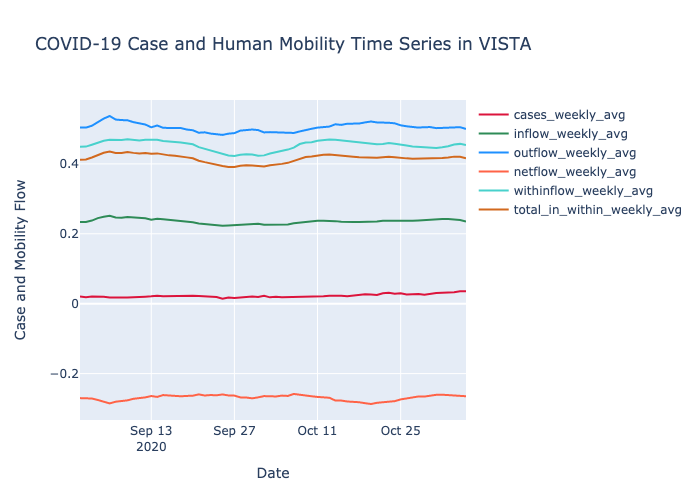 COVID-19 Case and Human Mobility Time Series in VISTA
cases_weekly_avg
inflow_weekly_avg
outflow_weekly_avg
netflow_weekly_avg
withinflow_weekly_avg
total_in_within_weekly_avg
Case and Mobility Flow
0.4
0.2
0
−0.2
Sep 13
2020
Sep 27
Oct 11
Oct 25
Date